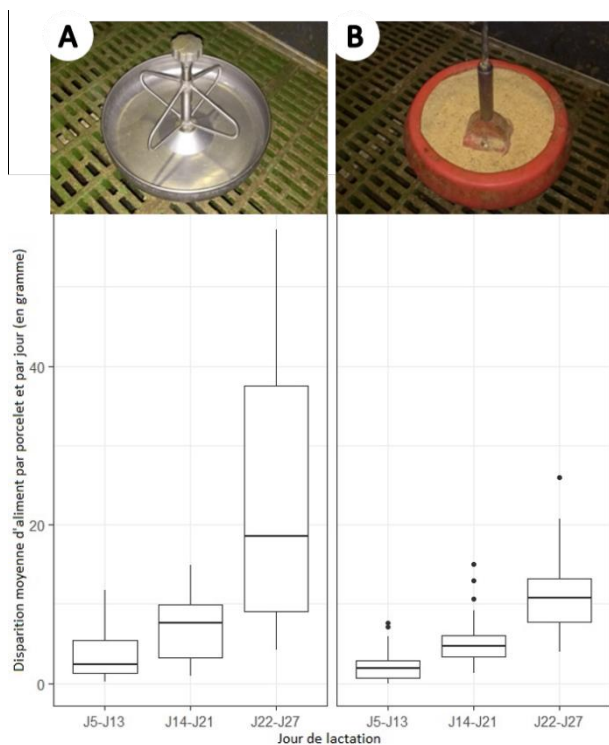 A
B
Disparition moyenne d'aliment par porcelet et par jour (en gramme)
40
20
0
J5-J13
J14-J21
J22-J27
J5-J13
J14-J21
J22-J27
Jour de lactation